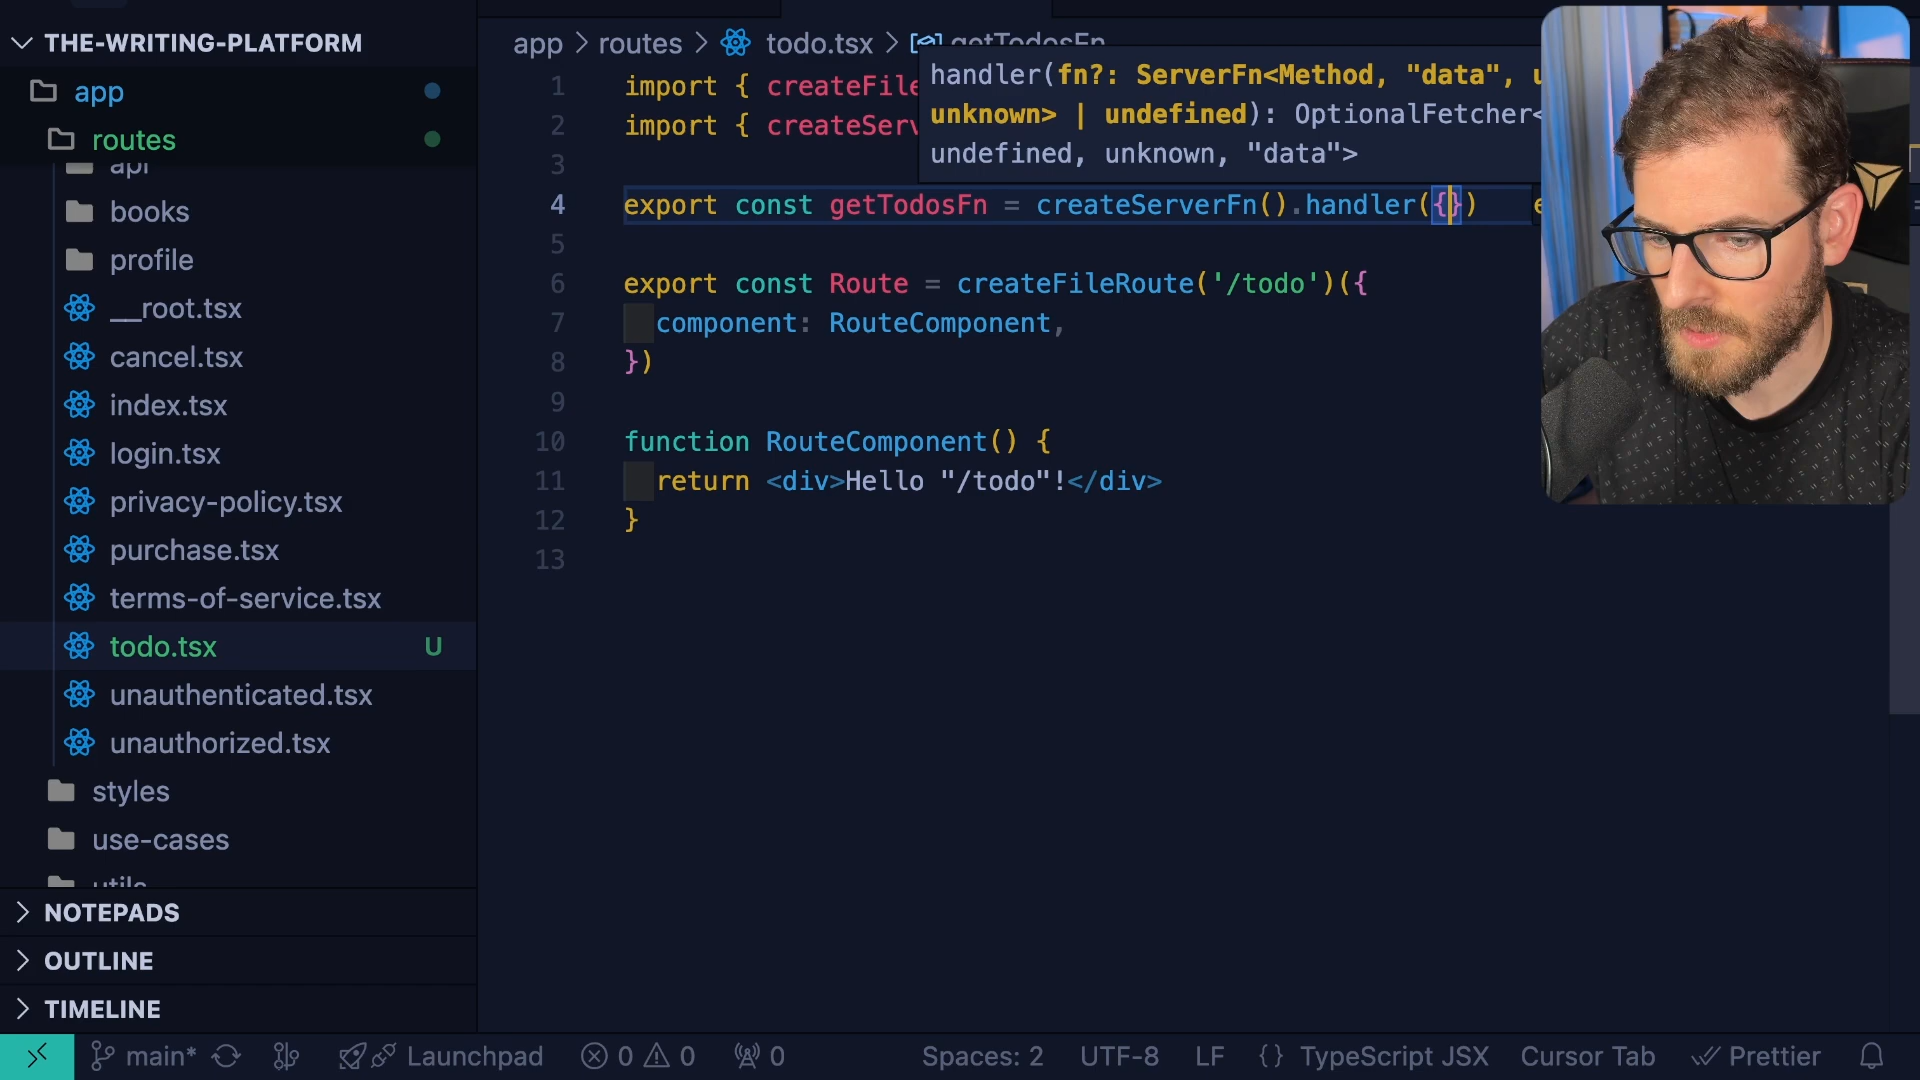 THE-WRITING-PLATFORM
app
routes
api
books
profile
__root.tsx
cancel.tsx
index.tsx
login.tsx
privacy-policy.tsx
purchase.tsx
terms-of-service.tsx
todo.tsx U
unauthenticated.tsx
unauthorized.tsx
styles
use-cases
utils
NOTEPADS
OUTLINE
TIMELINE
app > routes > todo.tsx > getTodosFn
handler(fn?: ServerFn<Method, "data", u
unknown> | undefined): OptionalFetcher<
undefined, unknown, "data">
1 import { createFile
2 import { createServ
3
4 export const getTodosFn = createServerFn().handler({})
5
6 export const Route = createFileRoute('/todo')({
7 component: RouteComponent,
8 })
9
10 function RouteComponent() {
11 return <div>Hello "/todo"!</div>
12 }
13
main* Launchpad 0 0 0 Spaces: 2 UTF-8 LF {} TypeScript JSX Cursor Tab Prettier